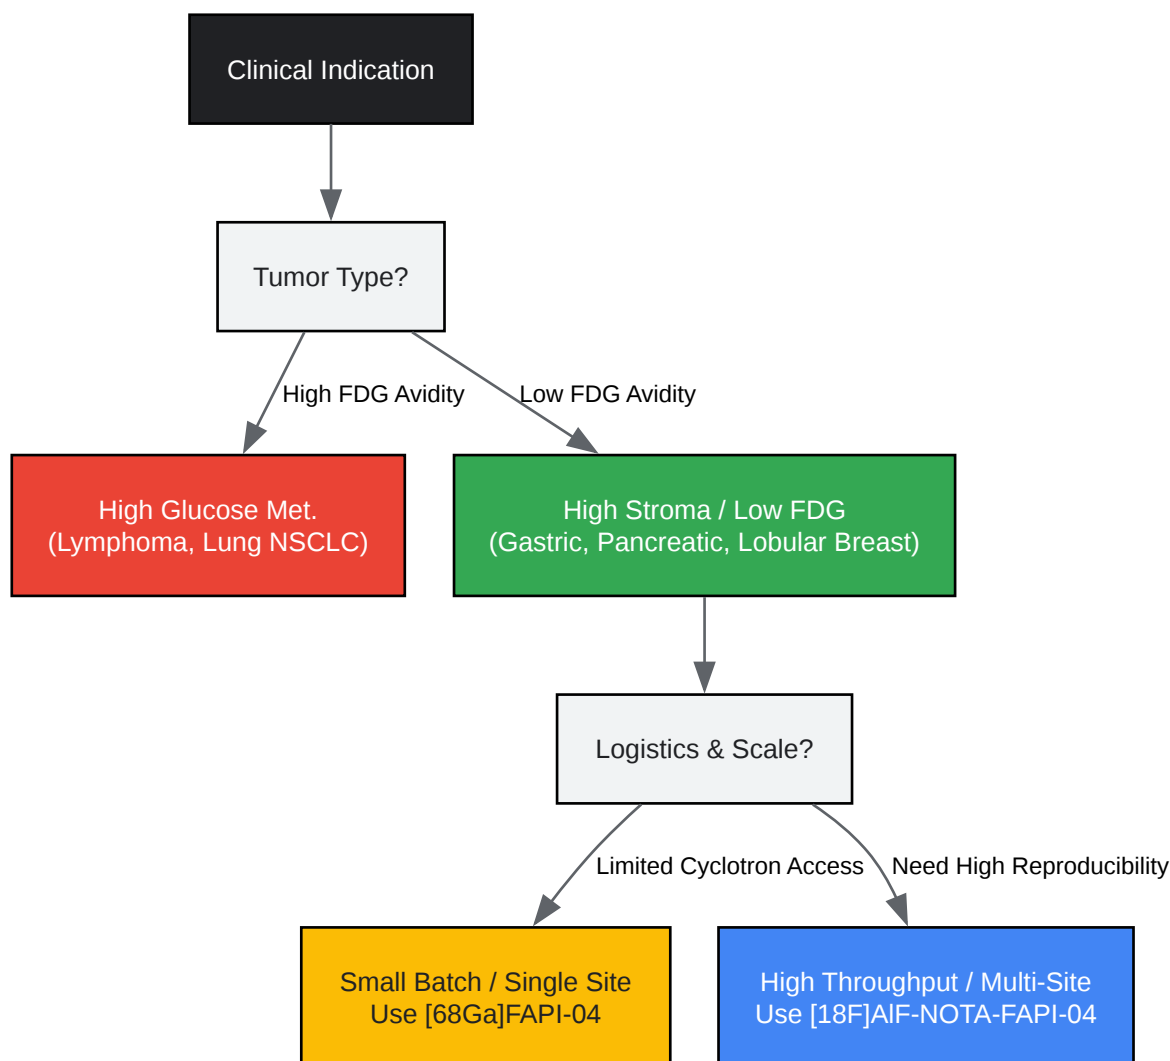 Clinical Indication
Tumor Type?
High FDG Avidity
Low FDG Avidity
High Glucose Met.
(Lymphoma, Lung NSCLC)
High Stroma / Low FDG
(Gastric, Pancreatic, Lobular Breast)
Logistics & Scale?
Limited Cyclotron Access
Need High Reproducibility
Small Batch / Single Site
Use [68Ga]FAPI-04
High Throughput / Multi-Site
Use [18F]AlF-NOTA-FAPI-04